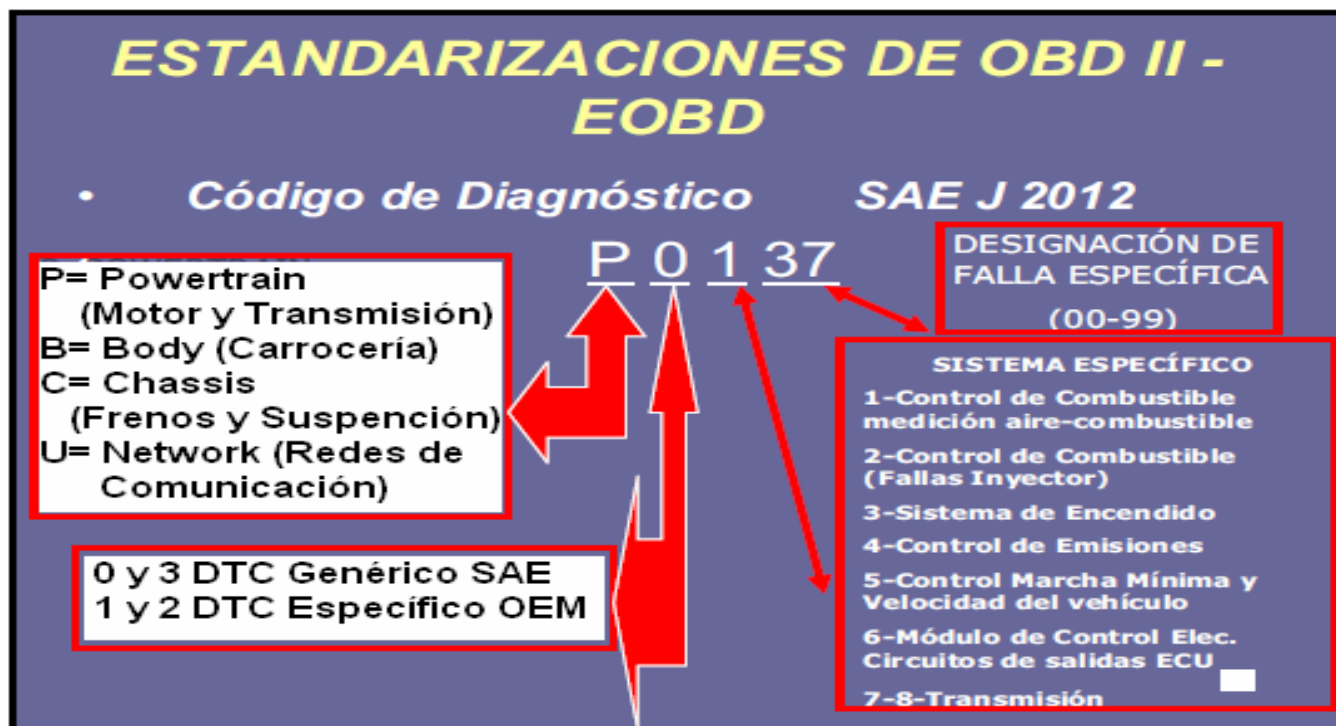 ESTANDARIZACIONES DE OBD II -
EOBD
• Código de Diagnóstico SAE J 2012
P 0 1 37
P= Powertrain
(Motor y Transmisión)
B= Body (Carrocería)
C= Chassis
(Frenos y Suspención)
U= Network (Redes de
Comunicación)
0 y 3 DTC Genérico SAE
1 y 2 DTC Específico OEM
DESIGNACIÓN DE
FALLA ESPECÍFICA
(00-99)
SISTEMA ESPECÍFICO
1-Control de Combustible
medición aire-combustible
2-Control de Combustible
(Fallas Inyector)
3-Sistema de Encendido
4-Control de Emisiones
5-Control Marcha Mínima y
Velocidad del vehículo
6-Módulo de Control Elec.
Circuitos de salidas ECU
7-8-Transmisión